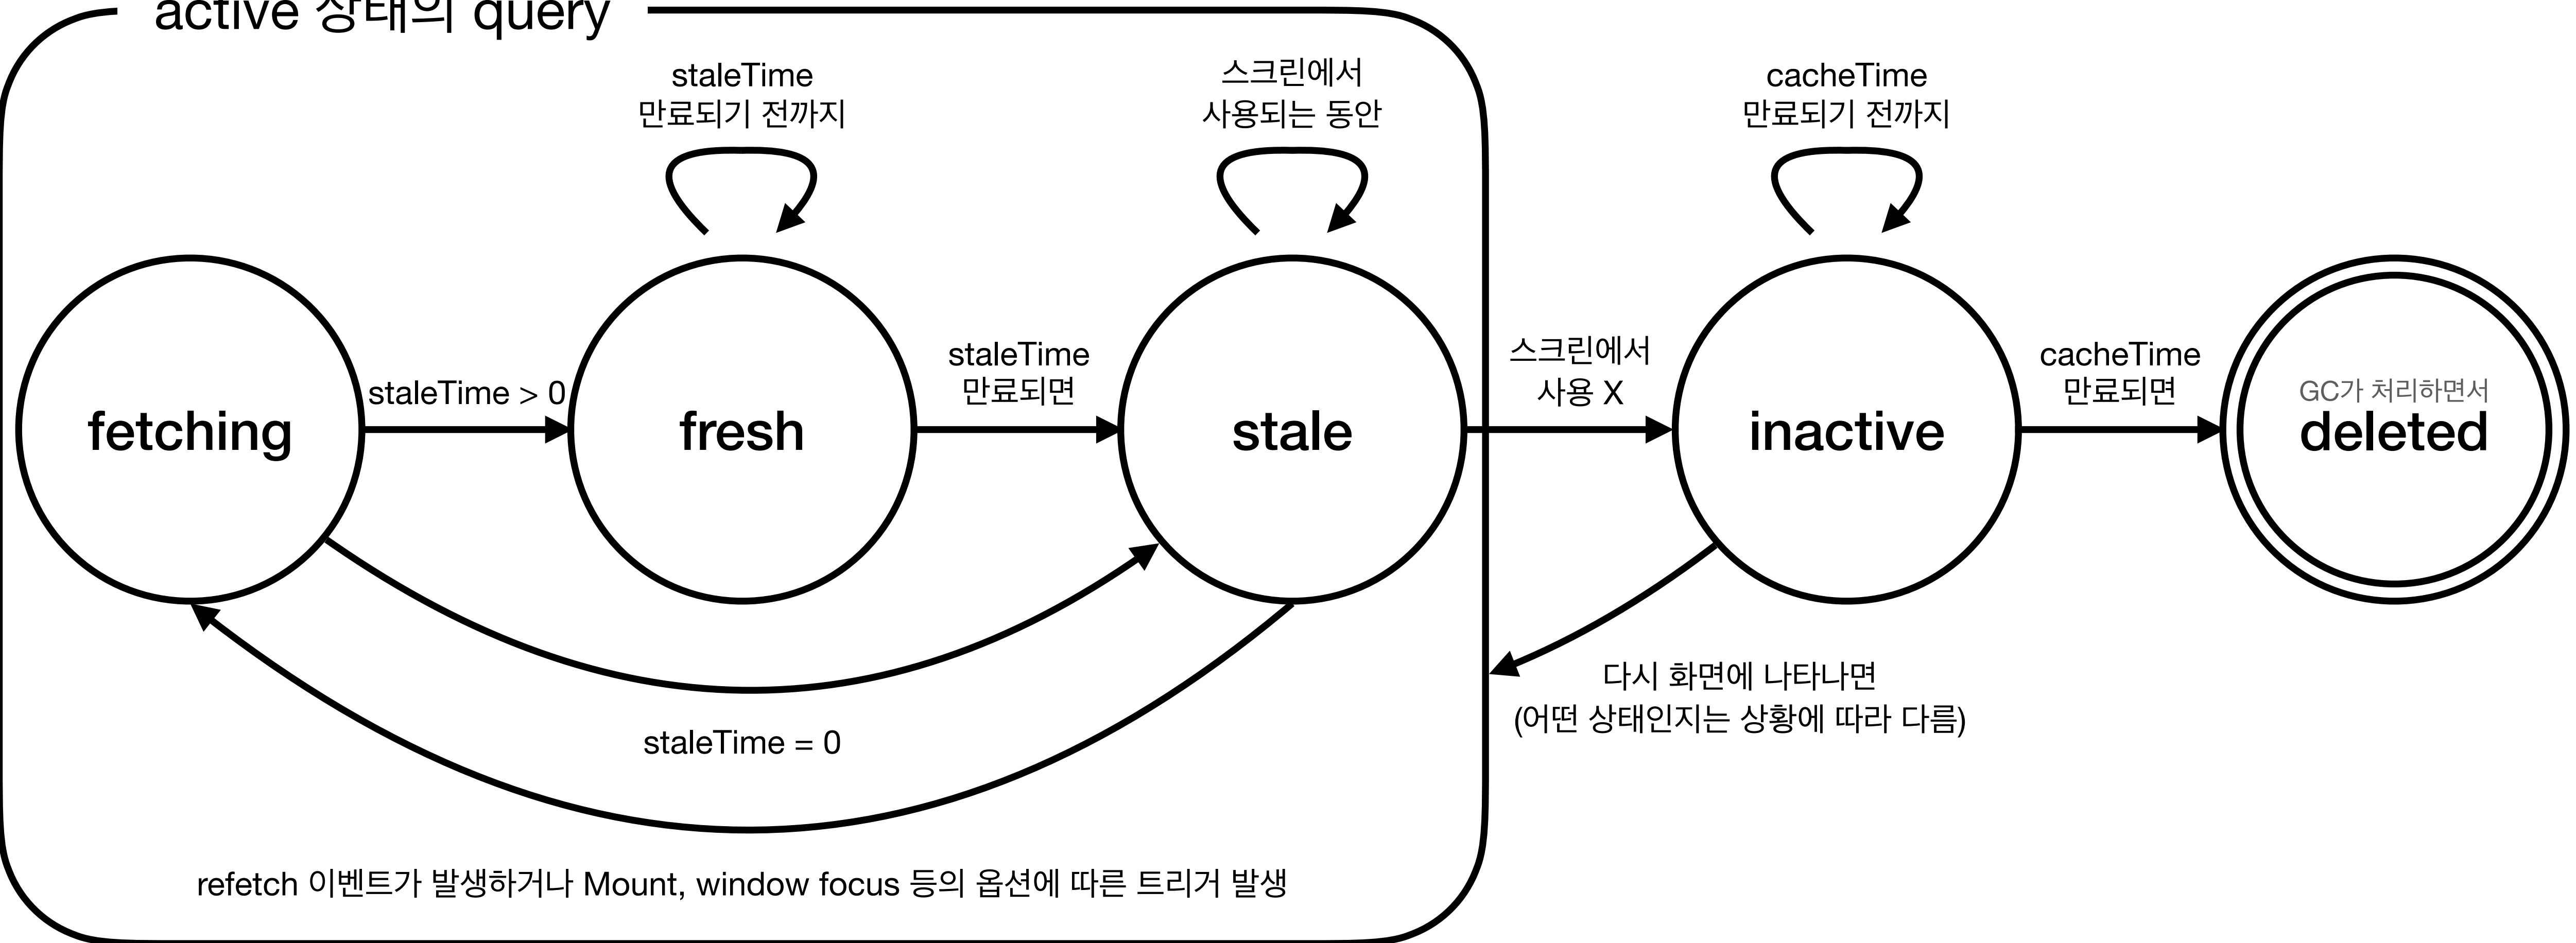 active 상태의 query
staleTime
만료되기 전까지
스크린에서
사용되는 동안
cacheTime
만료되기 전까지
fetching
staleTime > 0
fresh
staleTime
만료되면
stale
스크린에서
사용 X
inactive
cacheTime
만료되면
GC가 처리하면서
deleted
다시 화면에 나타나면
(어떤 상태인지는 상황에 따라 다름)
staleTime = 0
refetch 이벤트가 발생하거나 Mount, window focus 등의 옵션에 따른 트리거 발생